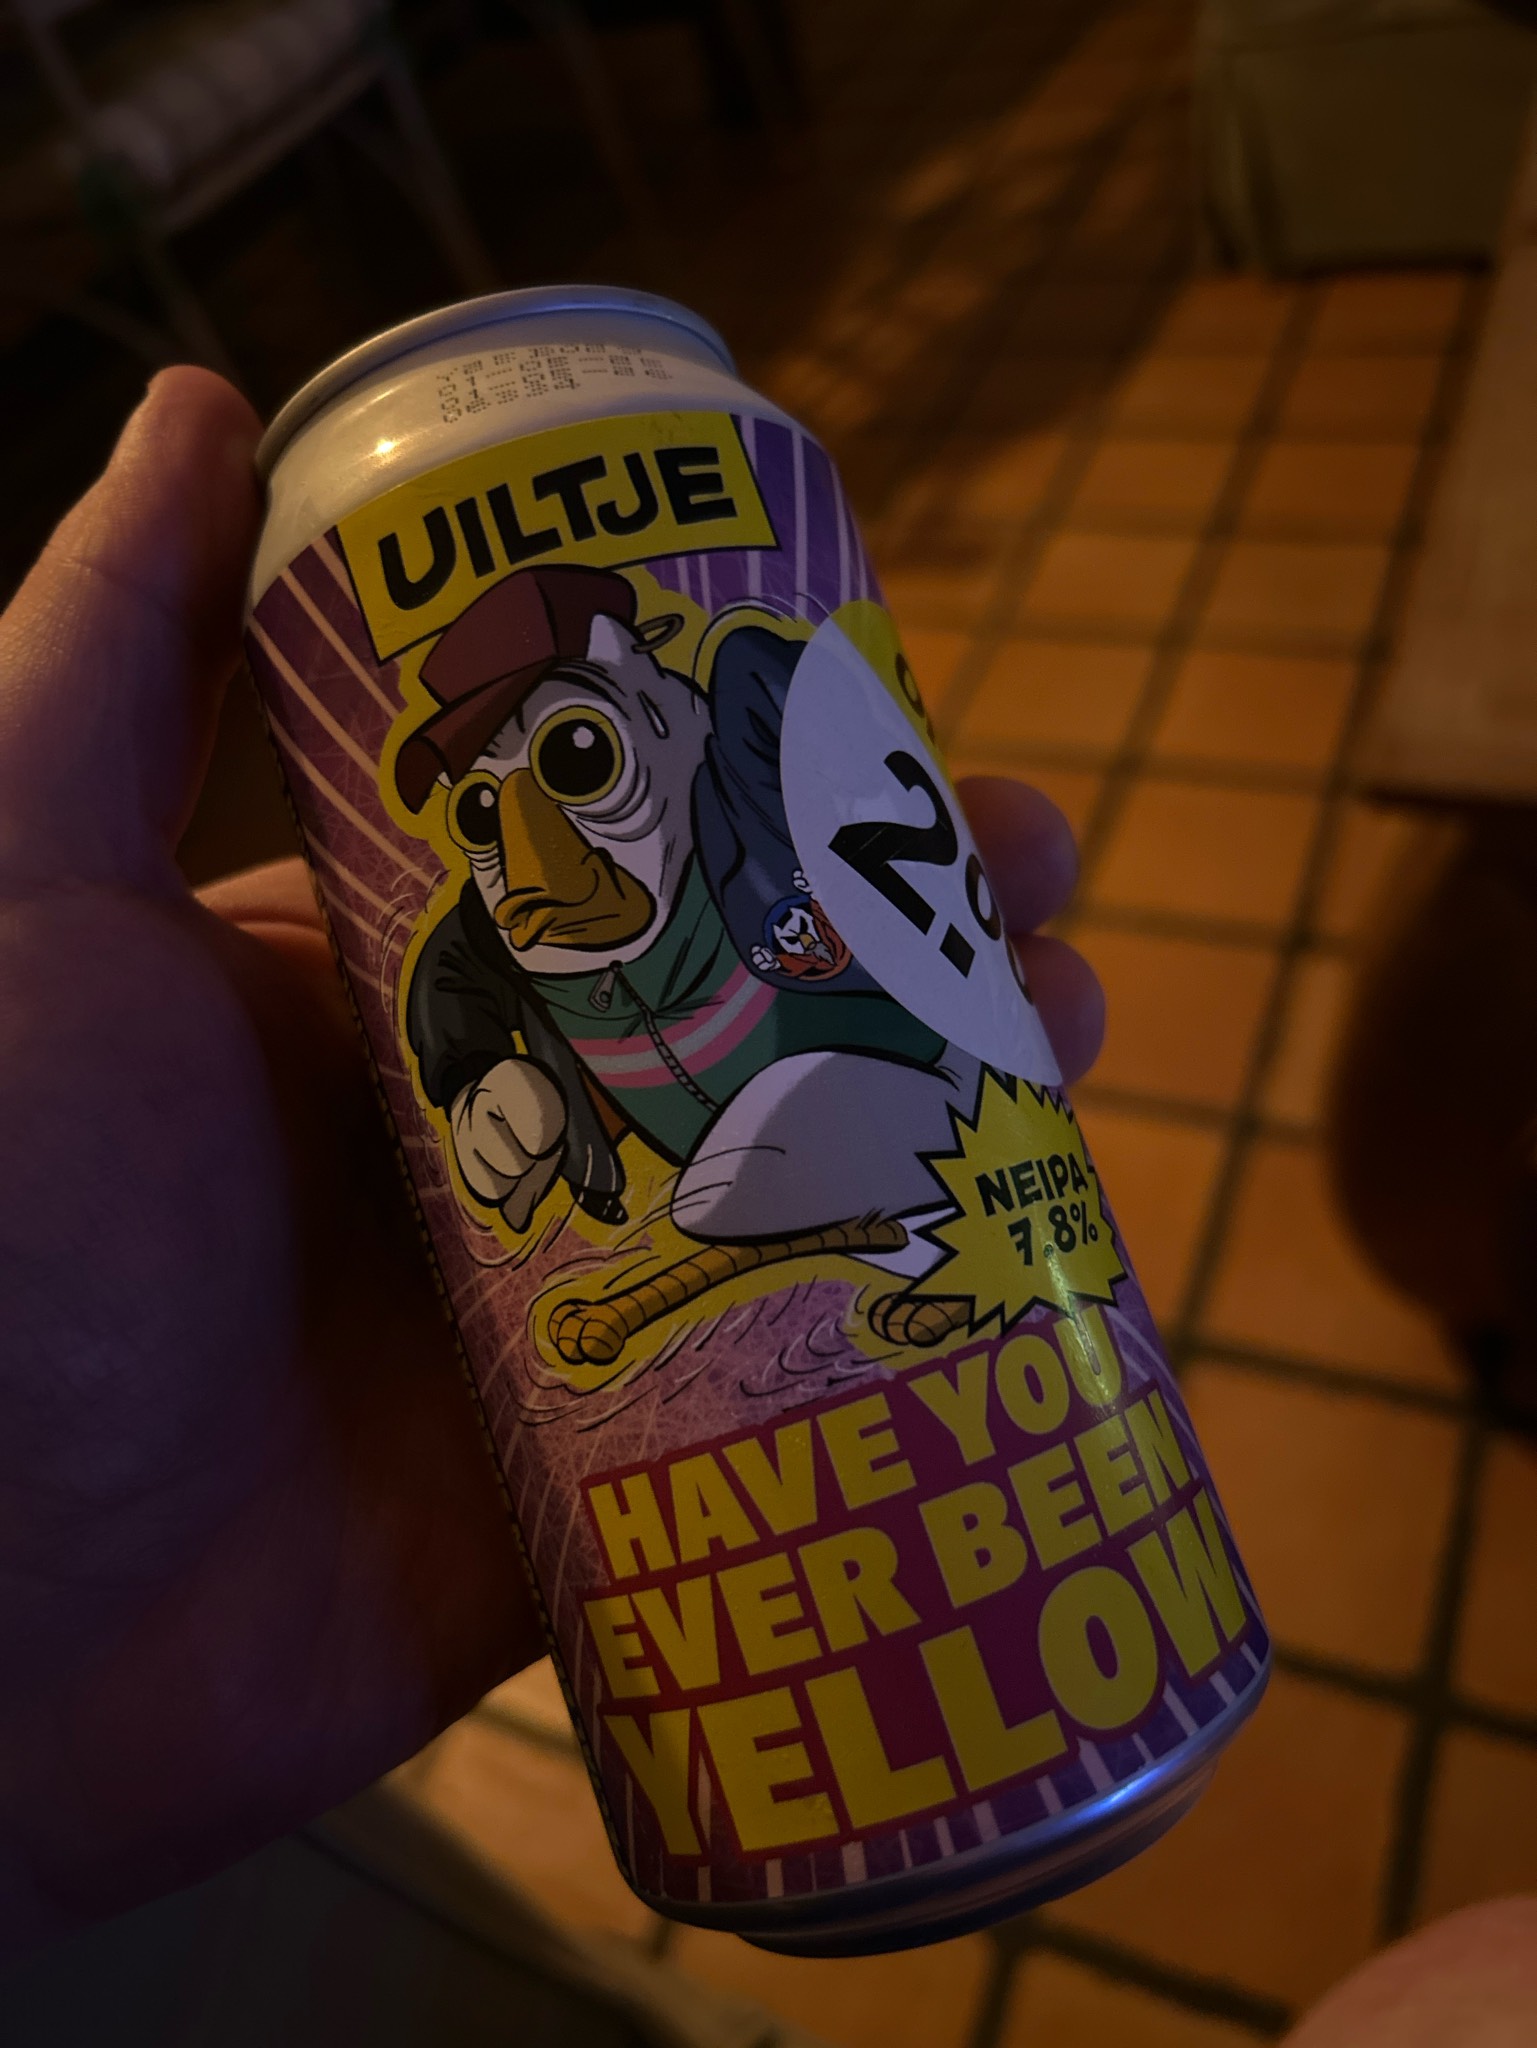 UILTJE
NEIPA
7.8%
HAVE YOU
EVER BEEN
YELLOW